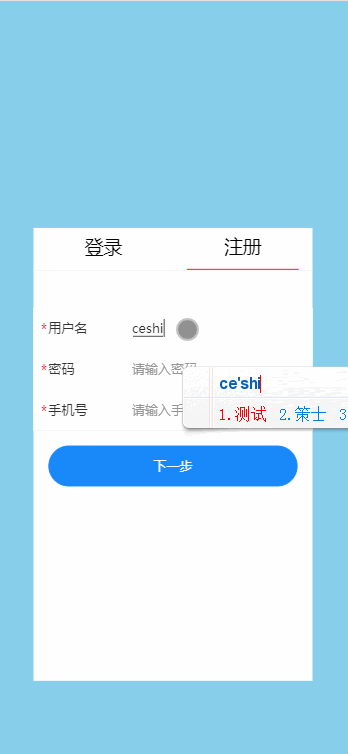 登录 注册
*用户名 ceshi
*密码 请输入密码
ce'shi
*手机号 请输入手
1.测试 2.策士 3
下一步